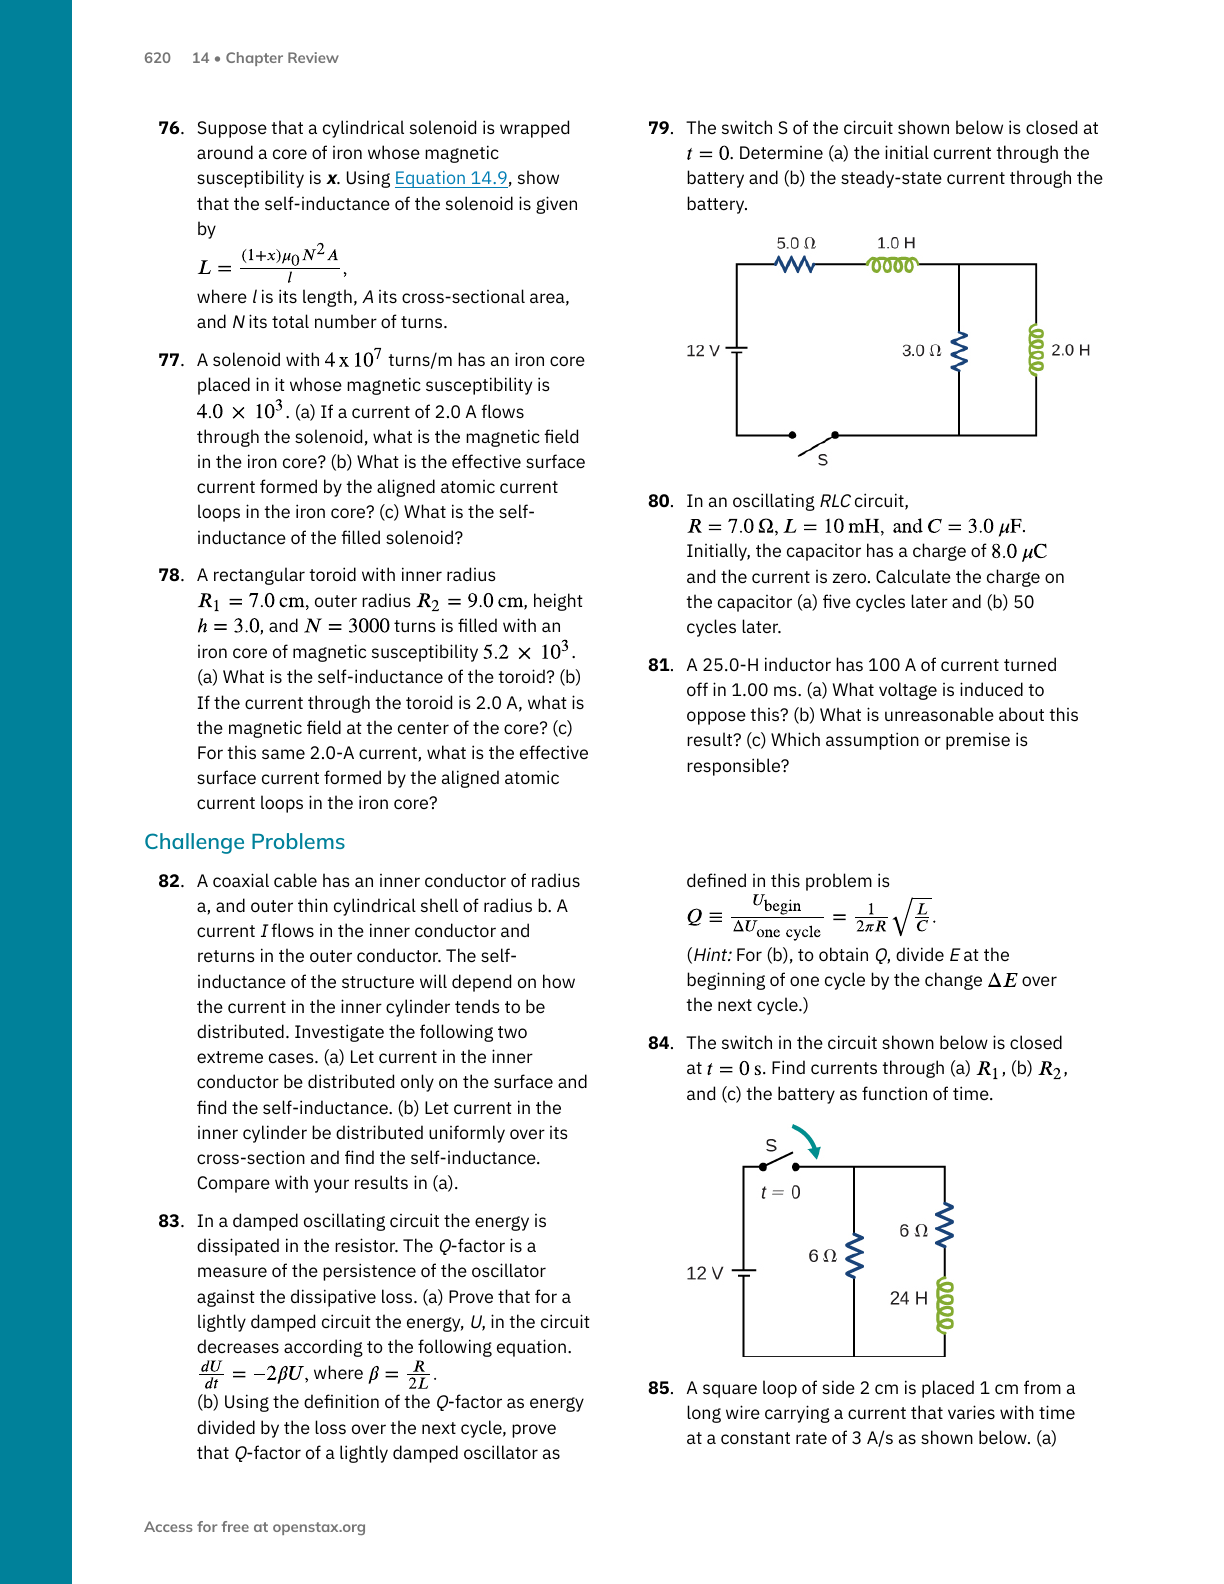 620 14 • Chapter Review
76. Suppose that a cylindrical solenoid is wrapped
around a core of iron whose magnetic
susceptibility is x. Using Equation 14.9, show
that the self-inductance of the solenoid is given
by
L = (1+x)μ₀N²A / l,
where l is its length, A its cross-sectional area,
and N its total number of turns.
77. A solenoid with 4 x 10⁷ turns/m has an iron core
placed in it whose magnetic susceptibility is
4.0 × 10³. (a) If a current of 2.0 A flows
through the solenoid, what is the magnetic field
in the iron core? (b) What is the effective surface
current formed by the aligned atomic current
loops in the iron core? (c) What is the self-
inductance of the filled solenoid?
78. A rectangular toroid with inner radius
R₁ = 7.0 cm, outer radius R₂ = 9.0 cm, height
h = 3.0, and N = 3000 turns is filled with an
iron core of magnetic susceptibility 5.2 × 10³.
(a) What is the self-inductance of the toroid? (b)
If the current through the toroid is 2.0 A, what is
the magnetic field at the center of the core? (c)
For this same 2.0-A current, what is the effective
surface current formed by the aligned atomic
current loops in the iron core?
79. The switch S of the circuit shown below is closed at
t = 0. Determine (a) the initial current through the
battery and (b) the steady-state current through the
battery.
5.0 Ω 1.0 H
12 V 3.0 Ω 2.0 H
S
80. In an oscillating RLC circuit,
R = 7.0 Ω, L = 10 mH, and C = 3.0 μF.
Initially, the capacitor has a charge of 8.0 μC
and the current is zero. Calculate the charge on
the capacitor (a) five cycles later and (b) 50
cycles later.
81. A 25.0-H inductor has 100 A of current turned
off in 1.00 ms. (a) What voltage is induced to
oppose this? (b) What is unreasonable about this
result? (c) Which assumption or premise is
responsible?
Challenge Problems
82. A coaxial cable has an inner conductor of radius
a, and outer thin cylindrical shell of radius b. A
current I flows in the inner conductor and
returns in the outer conductor. The self-
inductance of the structure will depend on how
the current in the inner cylinder tends to be
distributed. Investigate the following two
extreme cases. (a) Let current in the inner
conductor be distributed only on the surface and
find the self-inductance. (b) Let current in the
inner cylinder be distributed uniformly over its
cross-section and find the self-inductance.
Compare with your results in (a).
83. In a damped oscillating circuit the energy is
dissipated in the resistor. The Q-factor is a
measure of the persistence of the oscillator
against the dissipative loss. (a) Prove that for a
lightly damped circuit the energy, U, in the circuit
decreases according to the following equation.
dU/dt = −2βU, where β = R/2L.
(b) Using the definition of the Q-factor as energy
divided by the loss over the next cycle, prove
that Q-factor of a lightly damped oscillator as
defined in this problem is
Q ≡ U_begin / ΔU_one cycle = 1/2πR √(L/C).
(Hint: For (b), to obtain Q, divide E at the
beginning of one cycle by the change ΔE over
the next cycle.)
84. The switch in the circuit shown below is closed
at t = 0 s. Find currents through (a) R₁, (b) R₂,
and (c) the battery as function of time.
S
t = 0
6 Ω
6 Ω
12 V
24 H
85. A square loop of side 2 cm is placed 1 cm from a
long wire carrying a current that varies with time
at a constant rate of 3 A/s as shown below. (a)
Access for free at openstax.org